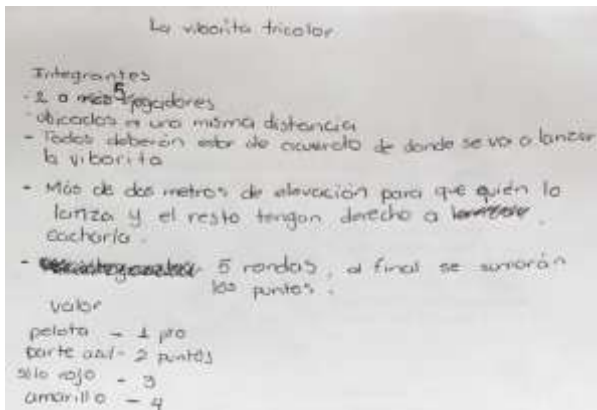 La viborita tricolor
Integrantes
- 2 a 5 jugadores
- ubicados a una misma distancia
- Todos deberán estar de acuerdo de donde se va a lanzar
la viborita
- Más de dos metros de elevación para que quién lo
lanza y el resto tengan derecho a
cacharla.
- 5 rondas, al final se sumarán
los puntos.
valor
pelota - 1 pto
parte azul - 2 puntos
sólo rojo - 3
amarillo - 4